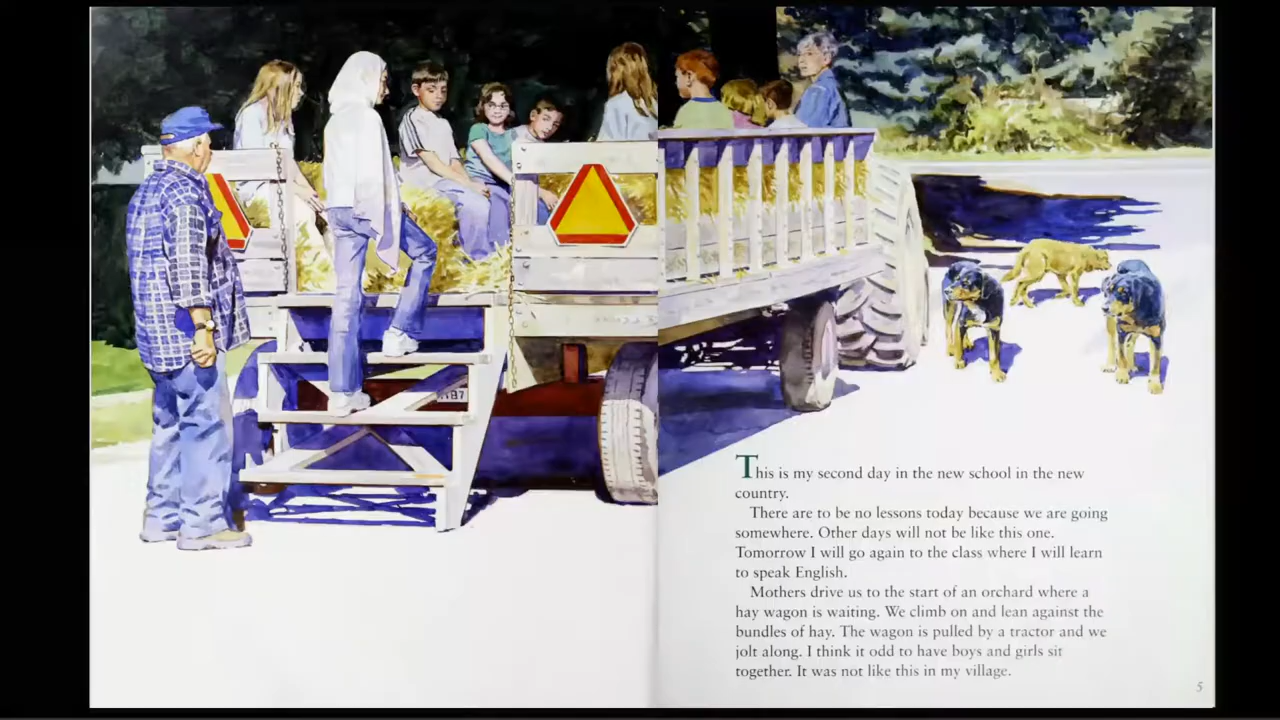 This is my second day in the new school in the new
country.
There are to be no lessons today because we are going
somewhere. Other days will not be like this one.
Tomorrow I will go again to the class where I will learn
to speak English.
Mothers drive us to the start of an orchard where a
hay wagon is waiting. We climb on and lean against the
bundles of hay. The wagon is pulled by a tractor and we
jolt along. I think it odd to have boys and girls sit
together. It was not like this in my village.
5